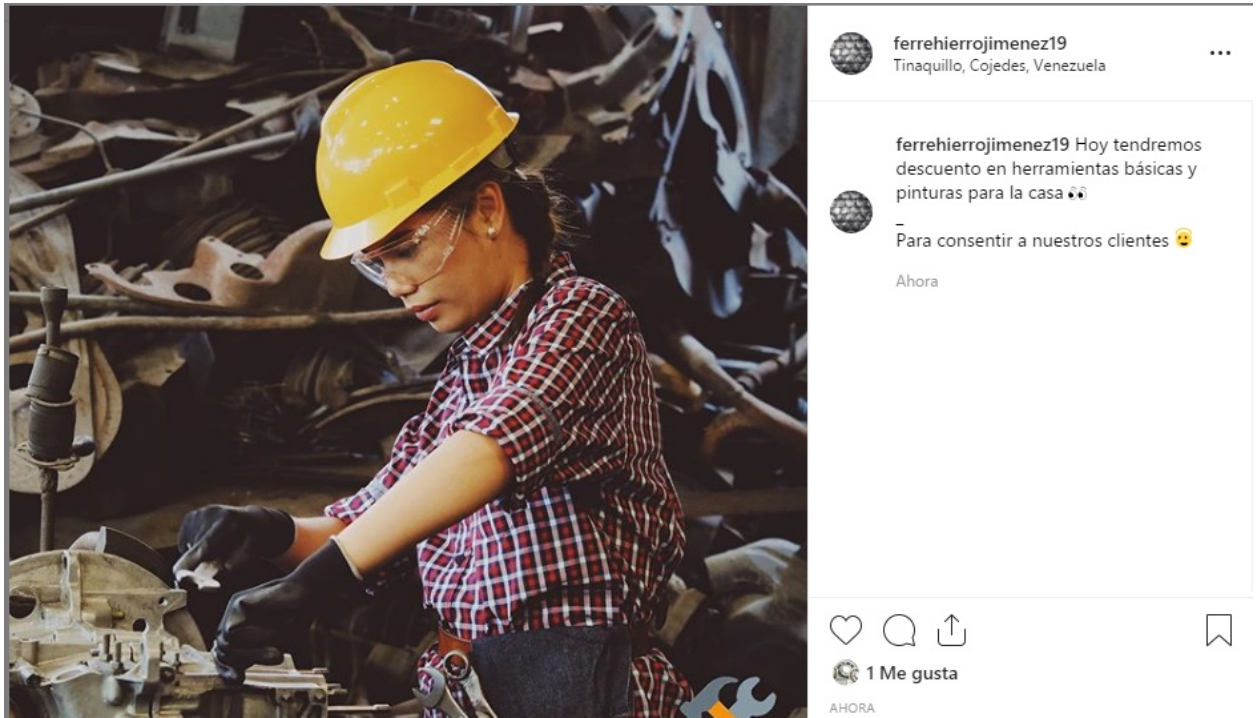 ferrehierrojimenez19
Tinaquillo, Cojedes, Venezuela
ferrehierrojimenez19 Hoy tendremos
descuento en herramientas básicas y
pinturas para la casa 👀
_
Para consentir a nuestros clientes 😇
Ahora
1 Me gusta
AHORA